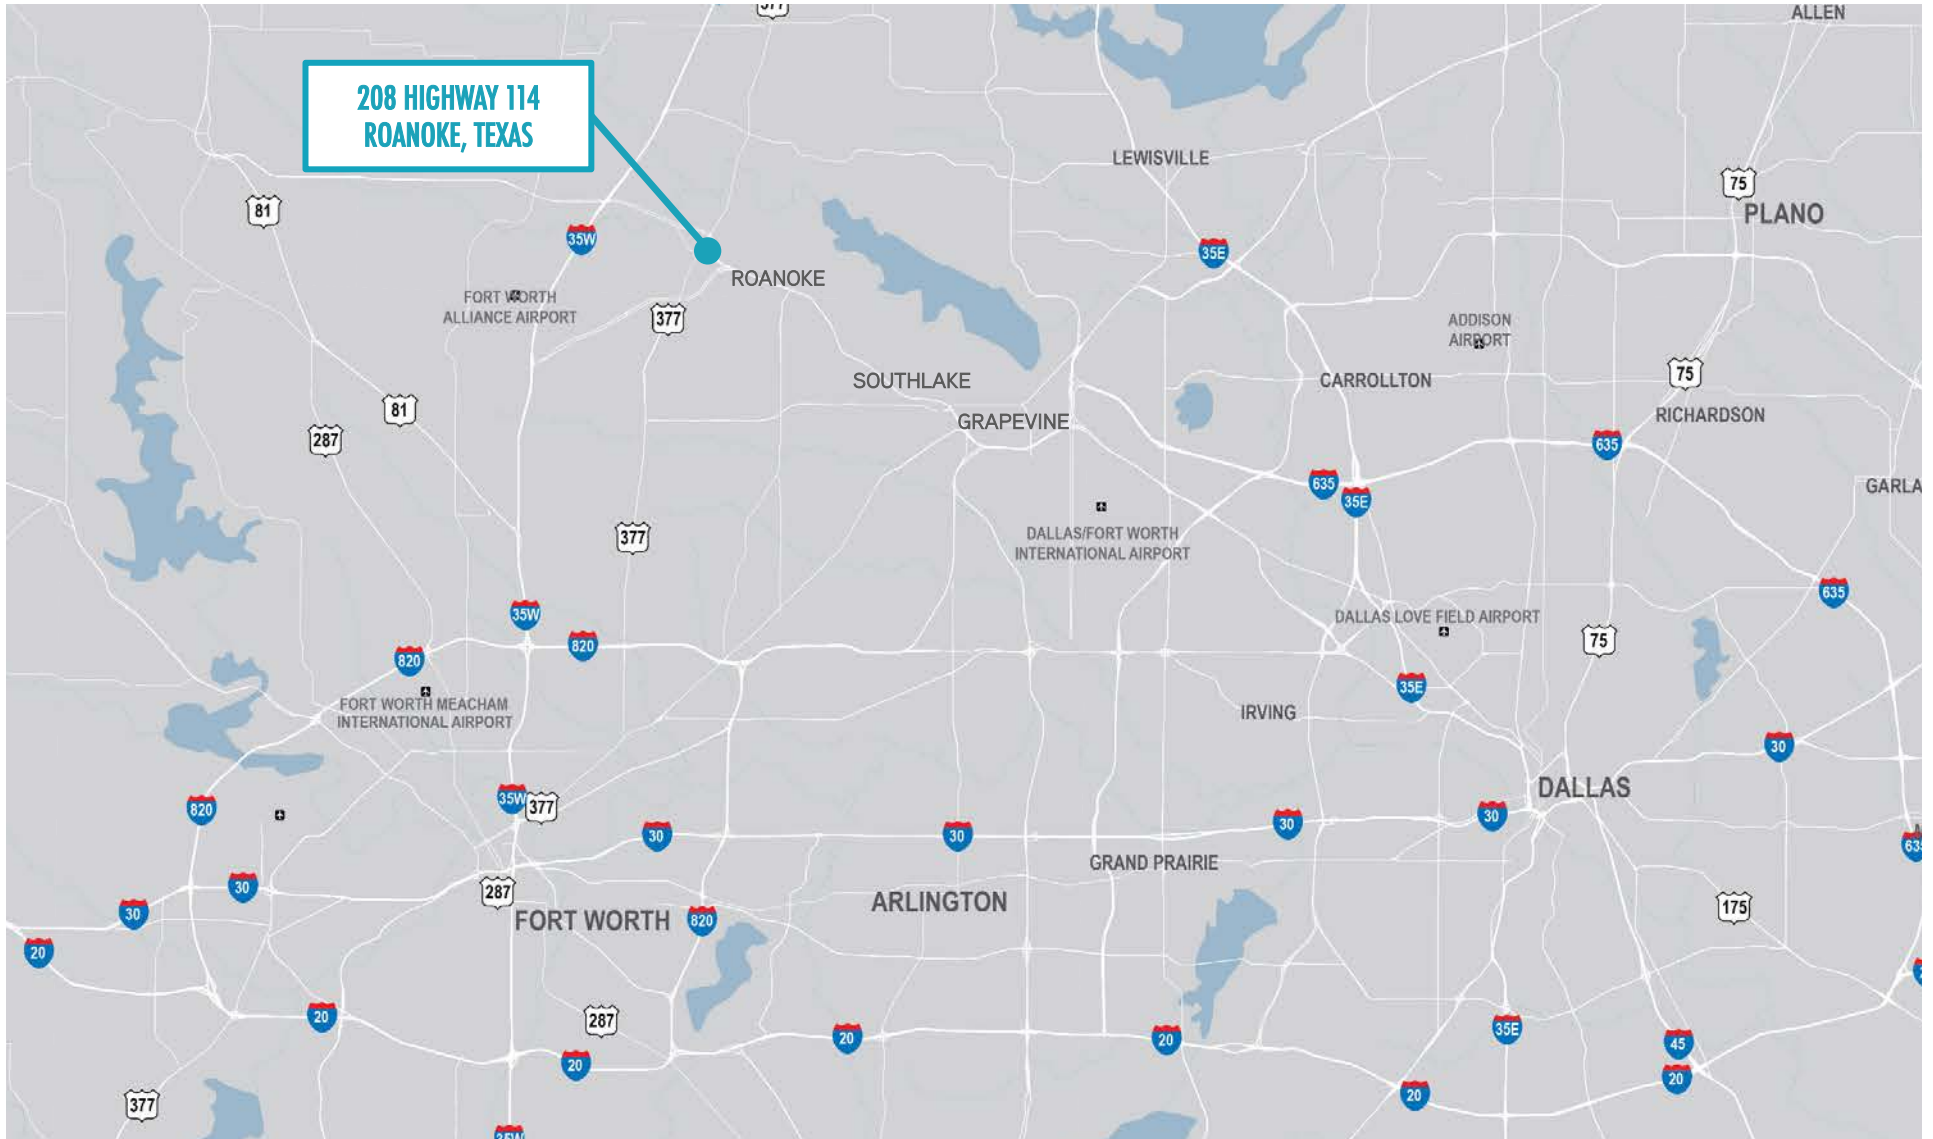 377
ALLEN
208 HIGHWAY 114
ROANOKE, TEXAS
LEWISVILLE
75
PLANO
81
35W
35E
ROANOKE
FORT WORTH
ALLIANCE AIRPORT
377
ADDISON
AIRPORT
SOUTHLAKE
CARROLLTON
75
81
GRAPEVINE
RICHARDSON
287
635
635
35E
GARLA
377
DALLAS/FORT WORTH
INTERNATIONAL AIRPORT
635
35W
DALLAS LOVE FIELD AIRPORT
820
820
75
35E
FORT WORTH MEACHAM
INTERNATIONAL AIRPORT
IRVING
30
DALLAS
35W
377
820
30
30
30
30
635
GRAND PRAIRIE
30
287
ARLINGTON
175
30
FORT WORTH
820
20
20
287
35E
20
20
45
20
20
20
377
35W